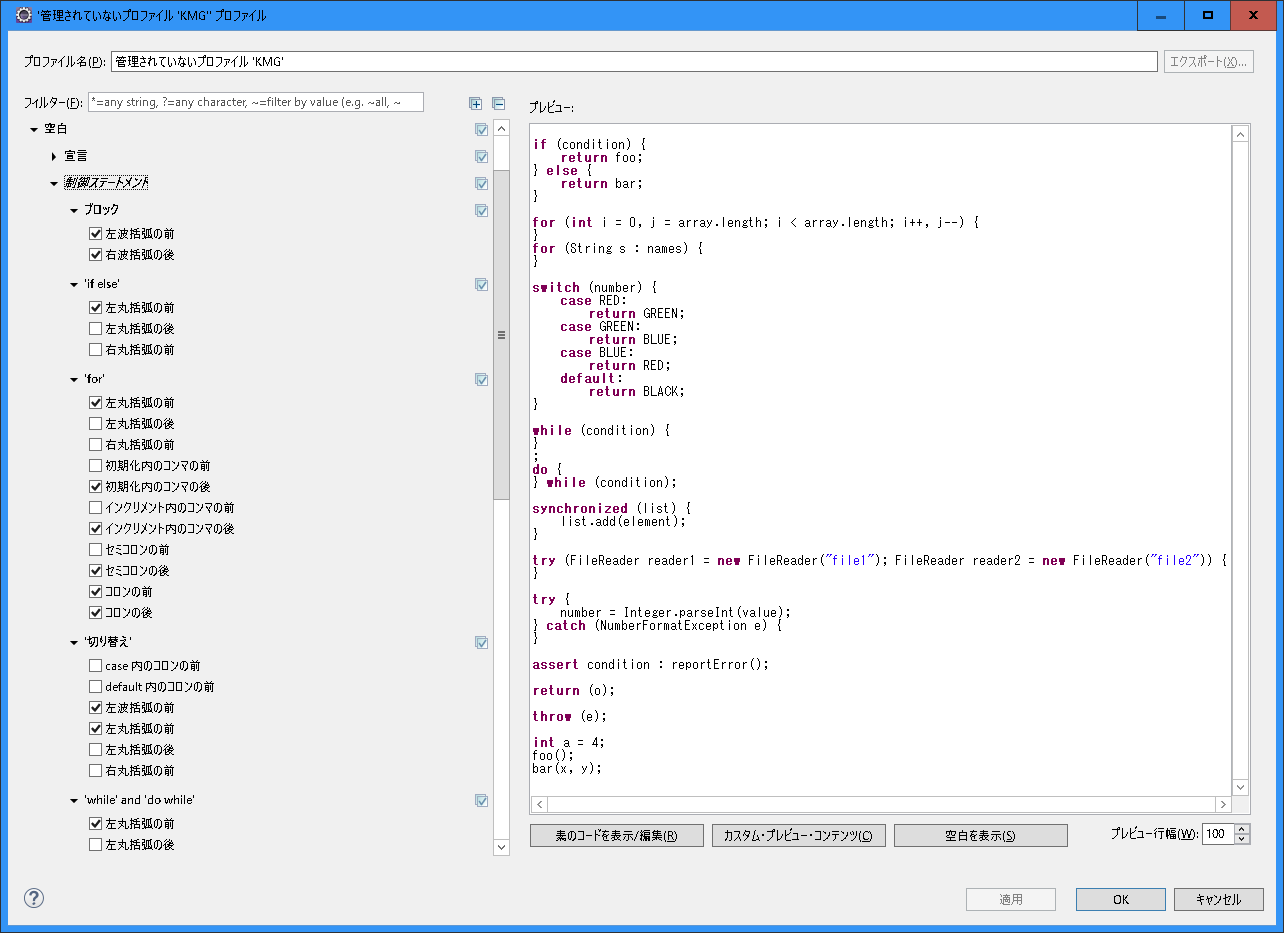 '管理されていないプロファイル 'KMG'' プロファイル
プロファイル名(P): 管理されていないプロファイル 'KMG' エクスポート(X)...
フィルター(F): *=any string, ?=any character, ~=filter by value (e.g. ~all, ~
空白
宣言
制御ステートメント
ブロック
左波括弧の前
右波括弧の後
'if else'
左丸括弧の前
左丸括弧の後
右丸括弧の前
'for'
左丸括弧の前
左丸括弧の後
右丸括弧の前
初期化内のコンマの前
初期化内のコンマの後
インクリメント内のコンマの前
インクリメント内のコンマの後
セミコロンの前
セミコロンの後
コロンの前
コロンの後
'切り替え'
case 内のコロンの前
default 内のコロンの前
左波括弧の前
左丸括弧の前
左丸括弧の後
右丸括弧の前
'while' and 'do while'
左丸括弧の前
左丸括弧の後
プレビュー:
if (condition) {
return foo;
} else {
return bar;
}
for (int i = 0, j = array.length; i < array.length; i++, j--) {
}
for (String s : names) {
}
switch (number) {
case RED:
return GREEN;
case GREEN:
return BLUE;
case BLUE:
return RED;
default:
return BLACK;
}
while (condition) {
}
;
do {
} while (condition);
synchronized (list) {
list.add(element);
}
try (FileReader reader1 = new FileReader("file1"); FileReader reader2 = new FileReader("file2")) {
}
try {
number = Integer.parseInt(value);
} catch (NumberFormatException e) {
}
assert condition : reportError();
return (o);
throw (e);
int a = 4;
foo();
bar(x, y);
素のコードを表示/編集(R) カスタム・プレビュー・コンテンツ(C) 空白を表示(S) プレビュー行幅(W): 100
? 適用 OK キャンセル